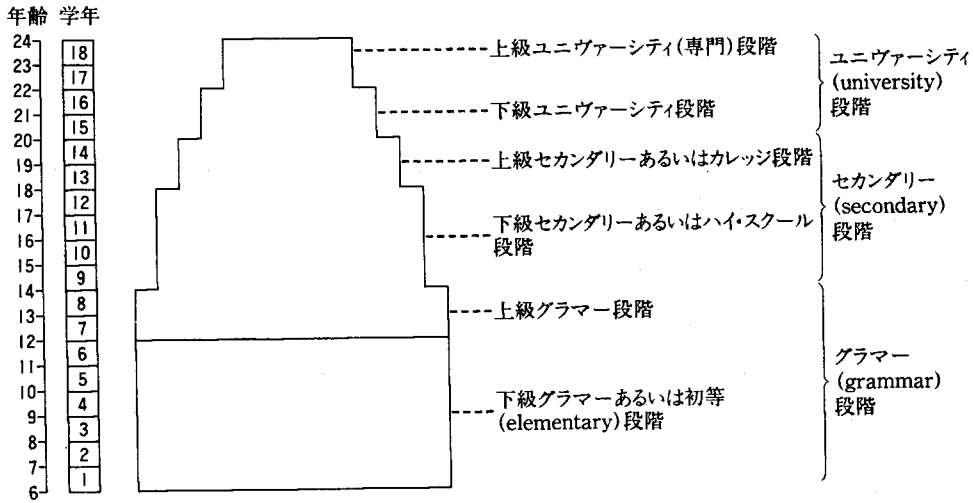 年齢 学年
24
23
22
21
20
19
18
17
16
15
14
13
12
11
10
9
8
7
6
18
17
16
15
14
13
12
11
10
9
8
7
6
5
4
3
2
1
上級ユニヴァーシティ(専門)段階
下級ユニヴァーシティ段階
上級セカンダリーあるいはカレッジ段階
下級セカンダリーあるいはハイ・スクール
段階
上級グラマー段階
下級グラマーあるいは初等
(elementary)段階
ユニヴァーシティ
(university)
段階
セカンダリー
(secondary)
段階
グラマー
(grammar)
段階